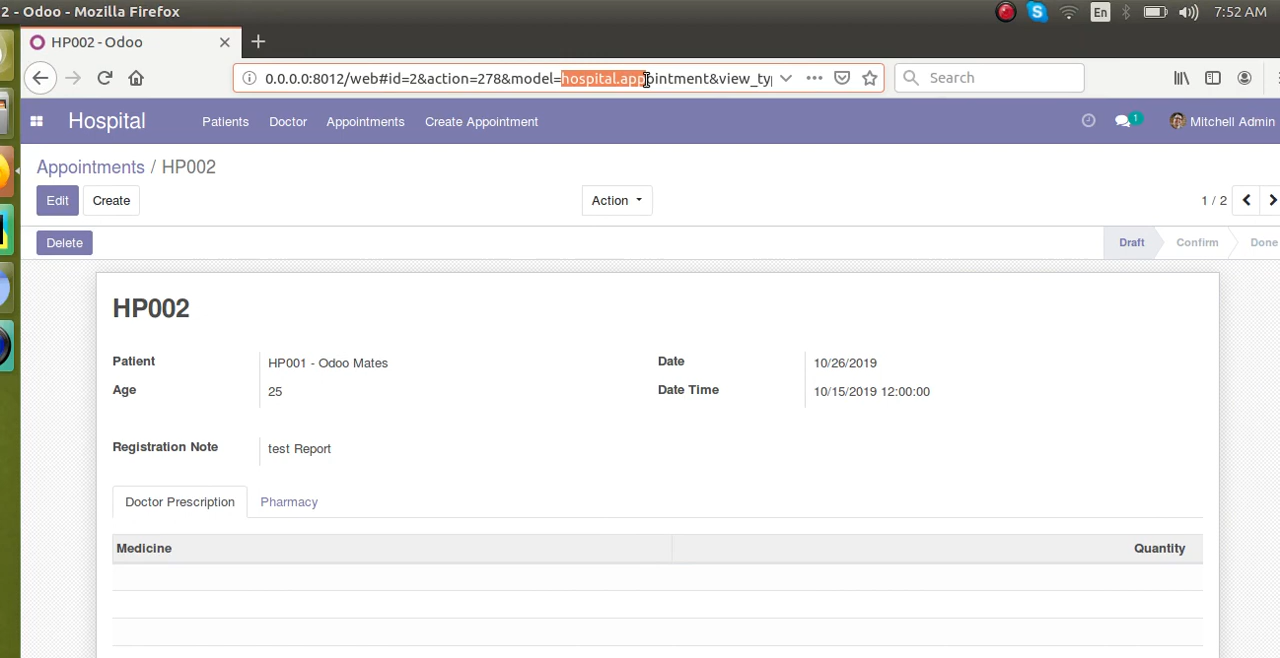 2 - Odoo - Mozilla Firefox
En
7:52 AM
HP002 - Odoo
0.0.0.0:8012/web#id=2&action=278&model=hospital.appointment&view_ty
Search
Hospital
Patients
Doctor
Appointments
Create Appointment
1
Mitchell Admin
Appointments / HP002
Edit
Create
Action
1 / 2
Delete
Draft
Confirm
Done
HP002
Patient
HP001 - Odoo Mates
Date
10/26/2019
Age
25
Date Time
10/15/2019 12:00:00
Registration Note
test Report
Doctor Prescription
Pharmacy
Medicine
Quantity